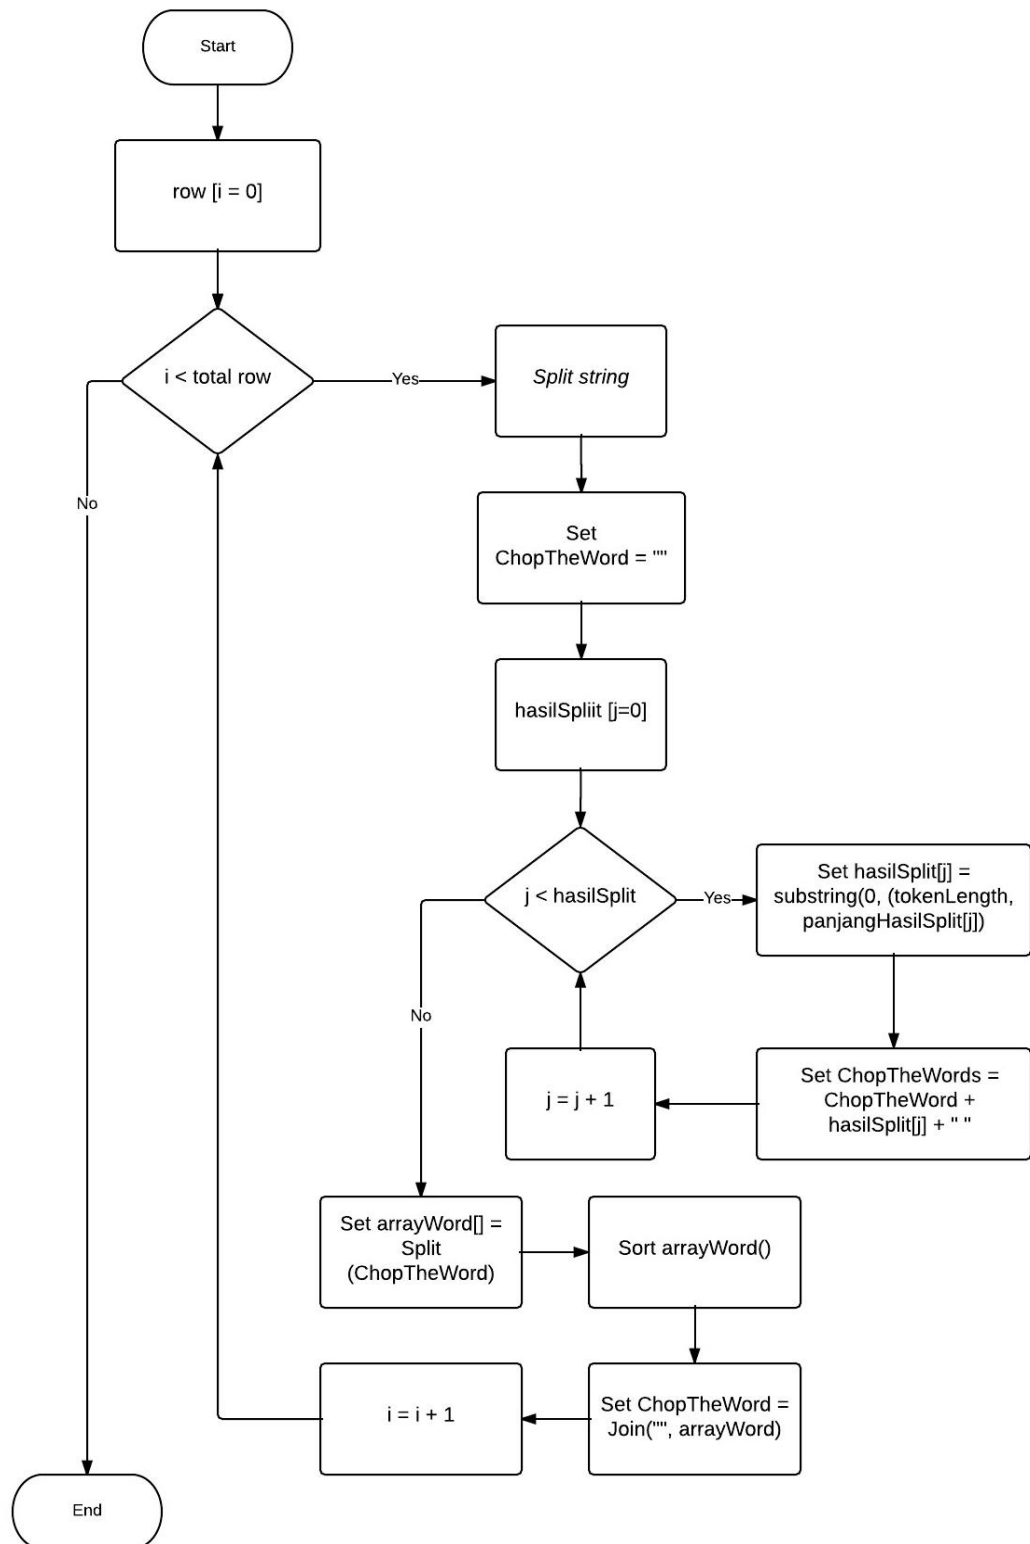 Start
row [i = 0]
i < total row
Yes
Split string
No
Set
ChopTheWord = ""
hasilSpliit [j=0]
j < hasilSplit
Yes
Set hasilSplit[j] =
substring(0, (tokenLength,
panjangHasilSplit[j])
No
j = j + 1
Set ChopTheWords =
ChopTheWord +
hasilSplit[j] + " "
Set arrayWord[] =
Split
(ChopTheWord)
Sort arrayWord()
i = i + 1
Set ChopTheWord =
Join("", arrayWord)
End